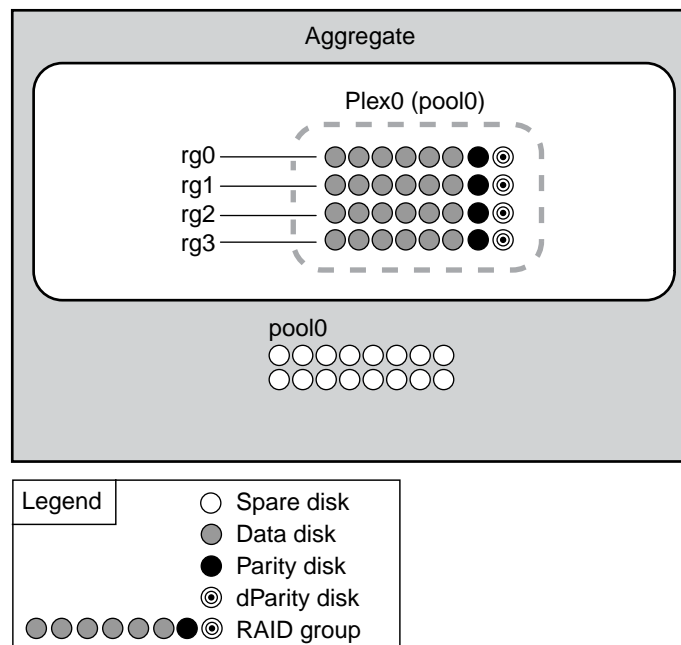 Aggregate
Plex0 (pool0)
rg0
rg1
rg2
rg3
pool0
Legend
Spare disk
Data disk
Parity disk
dParity disk
RAID group